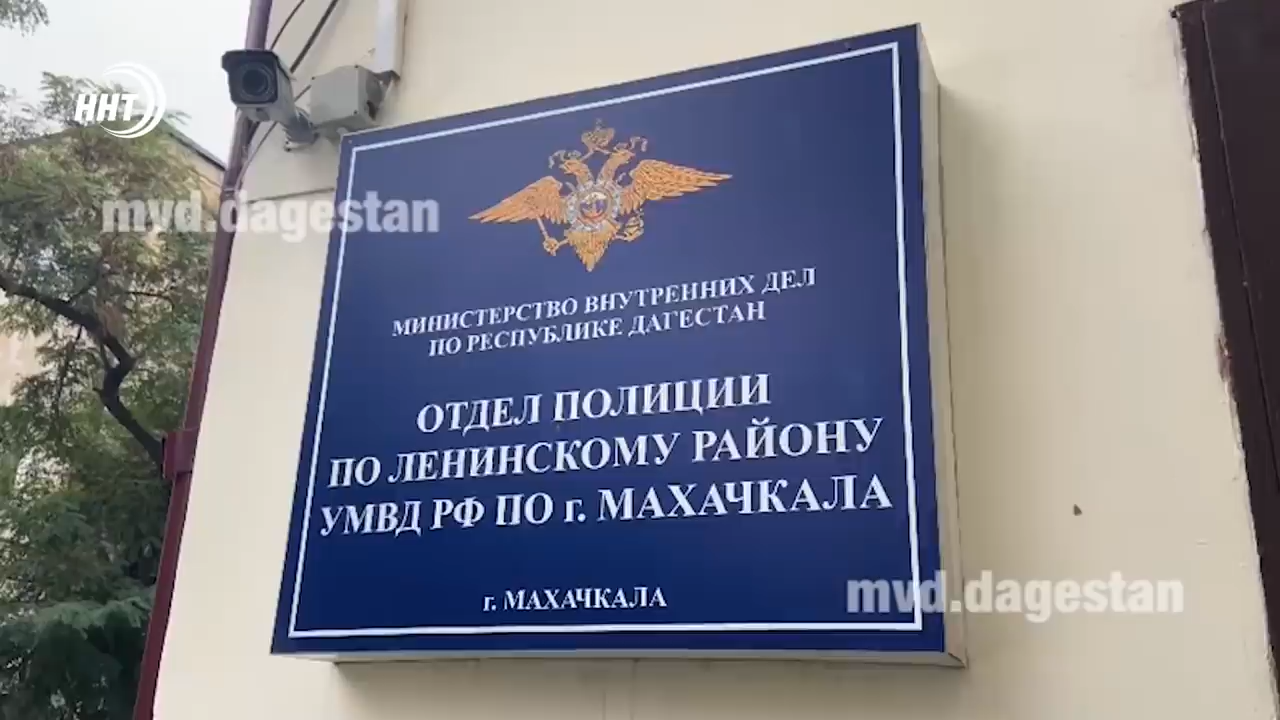 ННТ
mvd.dagestan
МИНИСТЕРСТВО ВНУТРЕННИХ ДЕЛ
ПО РЕСПУБЛИКЕ ДАГЕСТАН
ОТДЕЛ ПОЛИЦИИ
ПО ЛЕНИНСКОМУ РАЙОНУ
УМВД РФ ПО г. МАХАЧКАЛА
г. МАХАЧКАЛА
mvd.dagestan